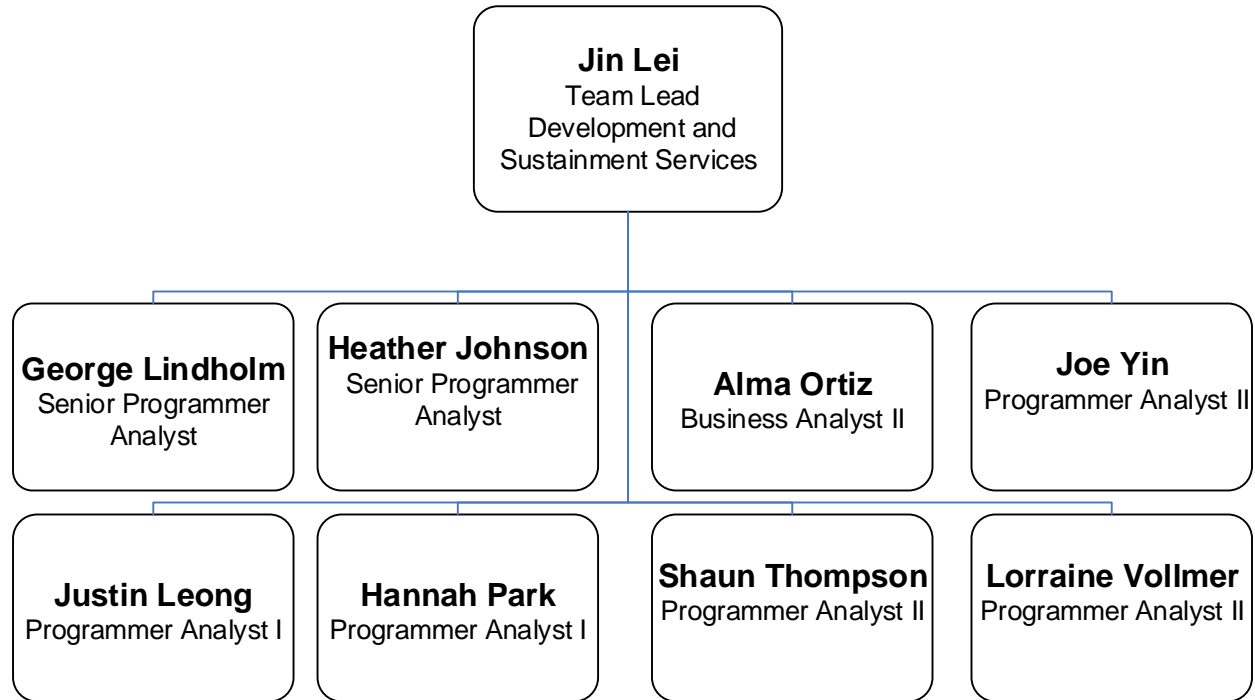 Jin Lei
Team Lead
Development and
Sustainment Services
George Lindholm
Senior Programmer
Analyst
Heather Johnson
Senior Programmer
Analyst
Alma Ortiz
Business Analyst II
Joe Yin
Programmer Analyst II
Justin Leong
Programmer Analyst I
Hannah Park
Programmer Analyst I
Shaun Thompson
Programmer Analyst II
Lorraine Vollmer
Programmer Analyst II